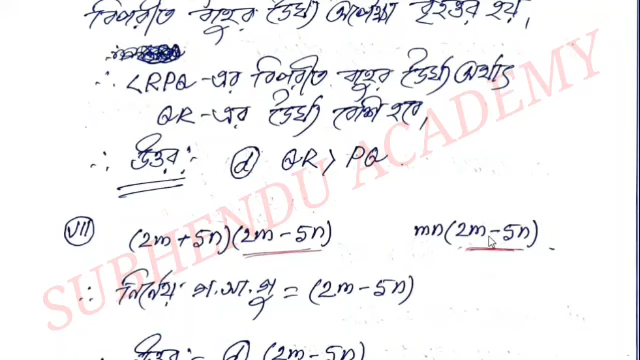 বিপরীত বাহুর দৈর্ঘ্য অপেক্ষা বৃহত্তর হয়,
∴ <RPQ -এর বিপরীত বাহুর দৈর্ঘ্য অর্থাৎ
QR -এর দৈর্ঘ্য বেশি হবে,
∴ উত্তর: ⓓ QR > PQ
VII (2m + 5n)(2m - 5n) mn(2m - 5n)
∴ নির্ণেয় গ.সা.গু = (2m - 5n)
∴ উত্তর = ⓓ (2m - 5n)
SUBHENDU ACADEMY